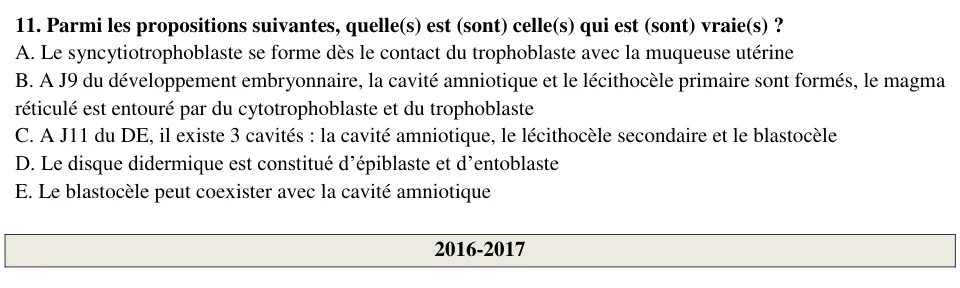 11. Parmi les propositions suivantes, quelle(s) est (sont) celle(s) qui est (sont) vraie(s) ?
A. Le syncytiotrophoblaste se forme dès le contact du trophoblaste avec la muqueuse utérine
B. A J9 du développement embryonnaire, la cavité amniotique et le lécithocèle primaire sont formés, le magma
réticulé est entouré par du cytotrophoblaste et du trophoblaste
C. A J11 du DE, il existe 3 cavités : la cavité amniotique, le lécithocèle secondaire et le blastocèle
D. Le disque didermique est constitué d’épiblaste et d’entoblaste
E. Le blastocèle peut coexister avec la cavité amniotique
2016-2017